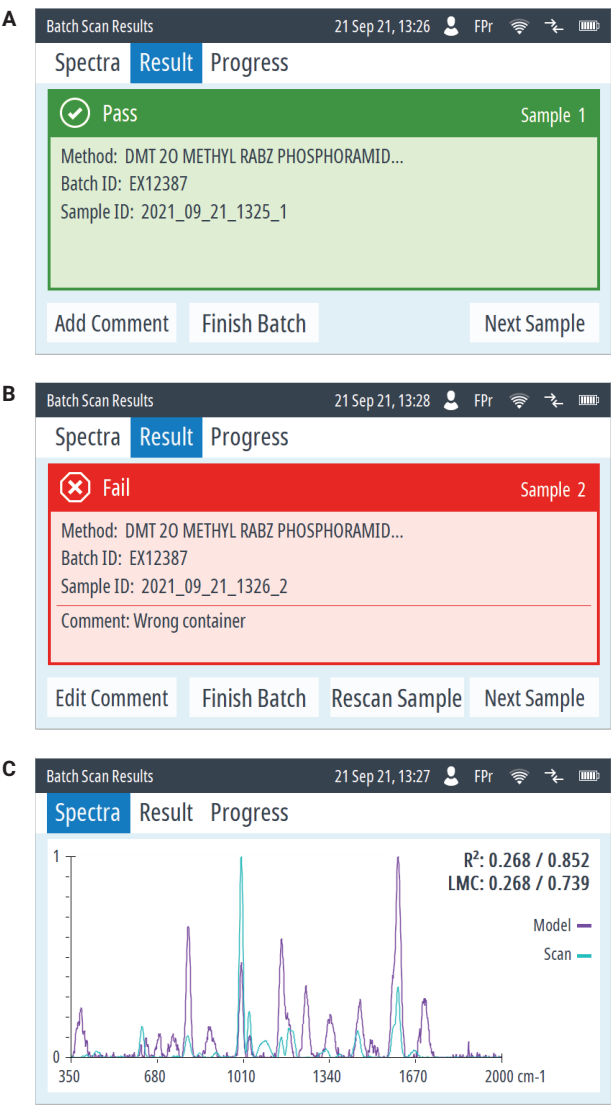 A
Batch Scan Results 21 Sep 21, 13:26 FPr
Spectra Result Progress
Pass Sample 1
Method: DMT 2O METHYL RABZ PHOSPHORAMID...
Batch ID: EX12387
Sample ID: 2021_09_21_1325_1
Add Comment Finish Batch Next Sample
B
Batch Scan Results 21 Sep 21, 13:28 FPr
Spectra Result Progress
Fail Sample 2
Method: DMT 2O METHYL RABZ PHOSPHORAMID...
Batch ID: EX12387
Sample ID: 2021_09_21_1326_2
Comment: Wrong container
Edit Comment Finish Batch Rescan Sample Next Sample
C
Batch Scan Results 21 Sep 21, 13:27 FPr
Spectra Result Progress
1
R²: 0.268 / 0.852
LMC: 0.268 / 0.739
Model
Scan
0
350 680 1010 1340 1670 2000 cm-1